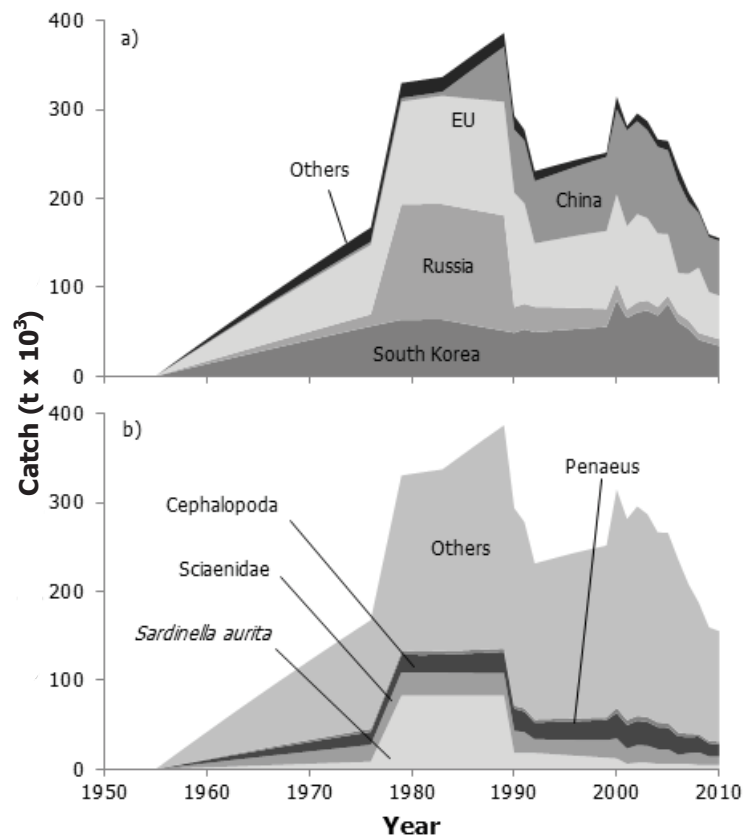 400
a)
300
EU
Others
200
China
Russia
100
South Korea
0
Catch (t x 10³)
400
b)
Penaeus
300
Cephalopoda
Others
Sciaenidae
200
Sardinella aurita
100
0
1950 1960 1970 1980 1990 2000 2010
Year